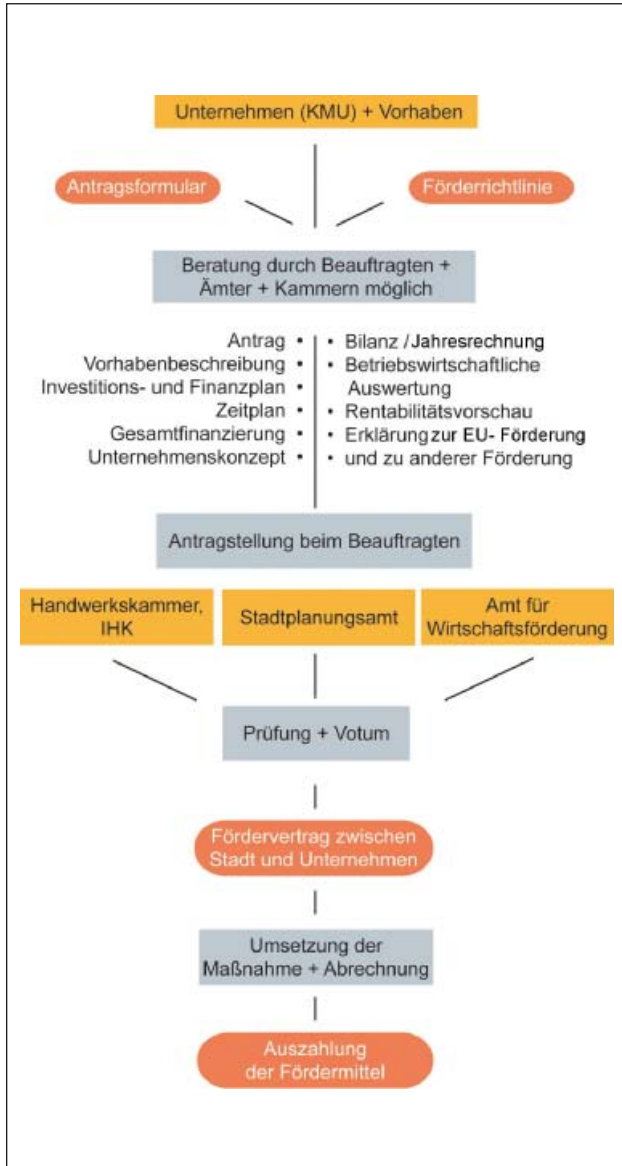 Unternehmen (KMU) + Vorhaben
Antragsformular
Förderrichtlinie
Beratung durch Beauftragten +
Ämter + Kammern möglich
Antrag •
Vorhabenbeschreibung •
Investitions- und Finanzplan •
Zeitplan •
Gesamtfinanzierung •
Unternehmenskonzept •
• Bilanz / Jahresrechnung
• Betriebswirtschaftliche
Auswertung
• Rentabilitätsvorschau
• Erklärung zur EU- Förderung
• und zu anderer Förderung
Antragstellung beim Beauftragten
Handwerkskammer,
IHK
Stadtplanungsamt
Amt für
Wirtschaftsförderung
Prüfung + Votum
Fördervertrag zwischen
Stadt und Unternehmen
Umsetzung der
Maßnahme + Abrechnung
Auszahlung
der Fördermittel